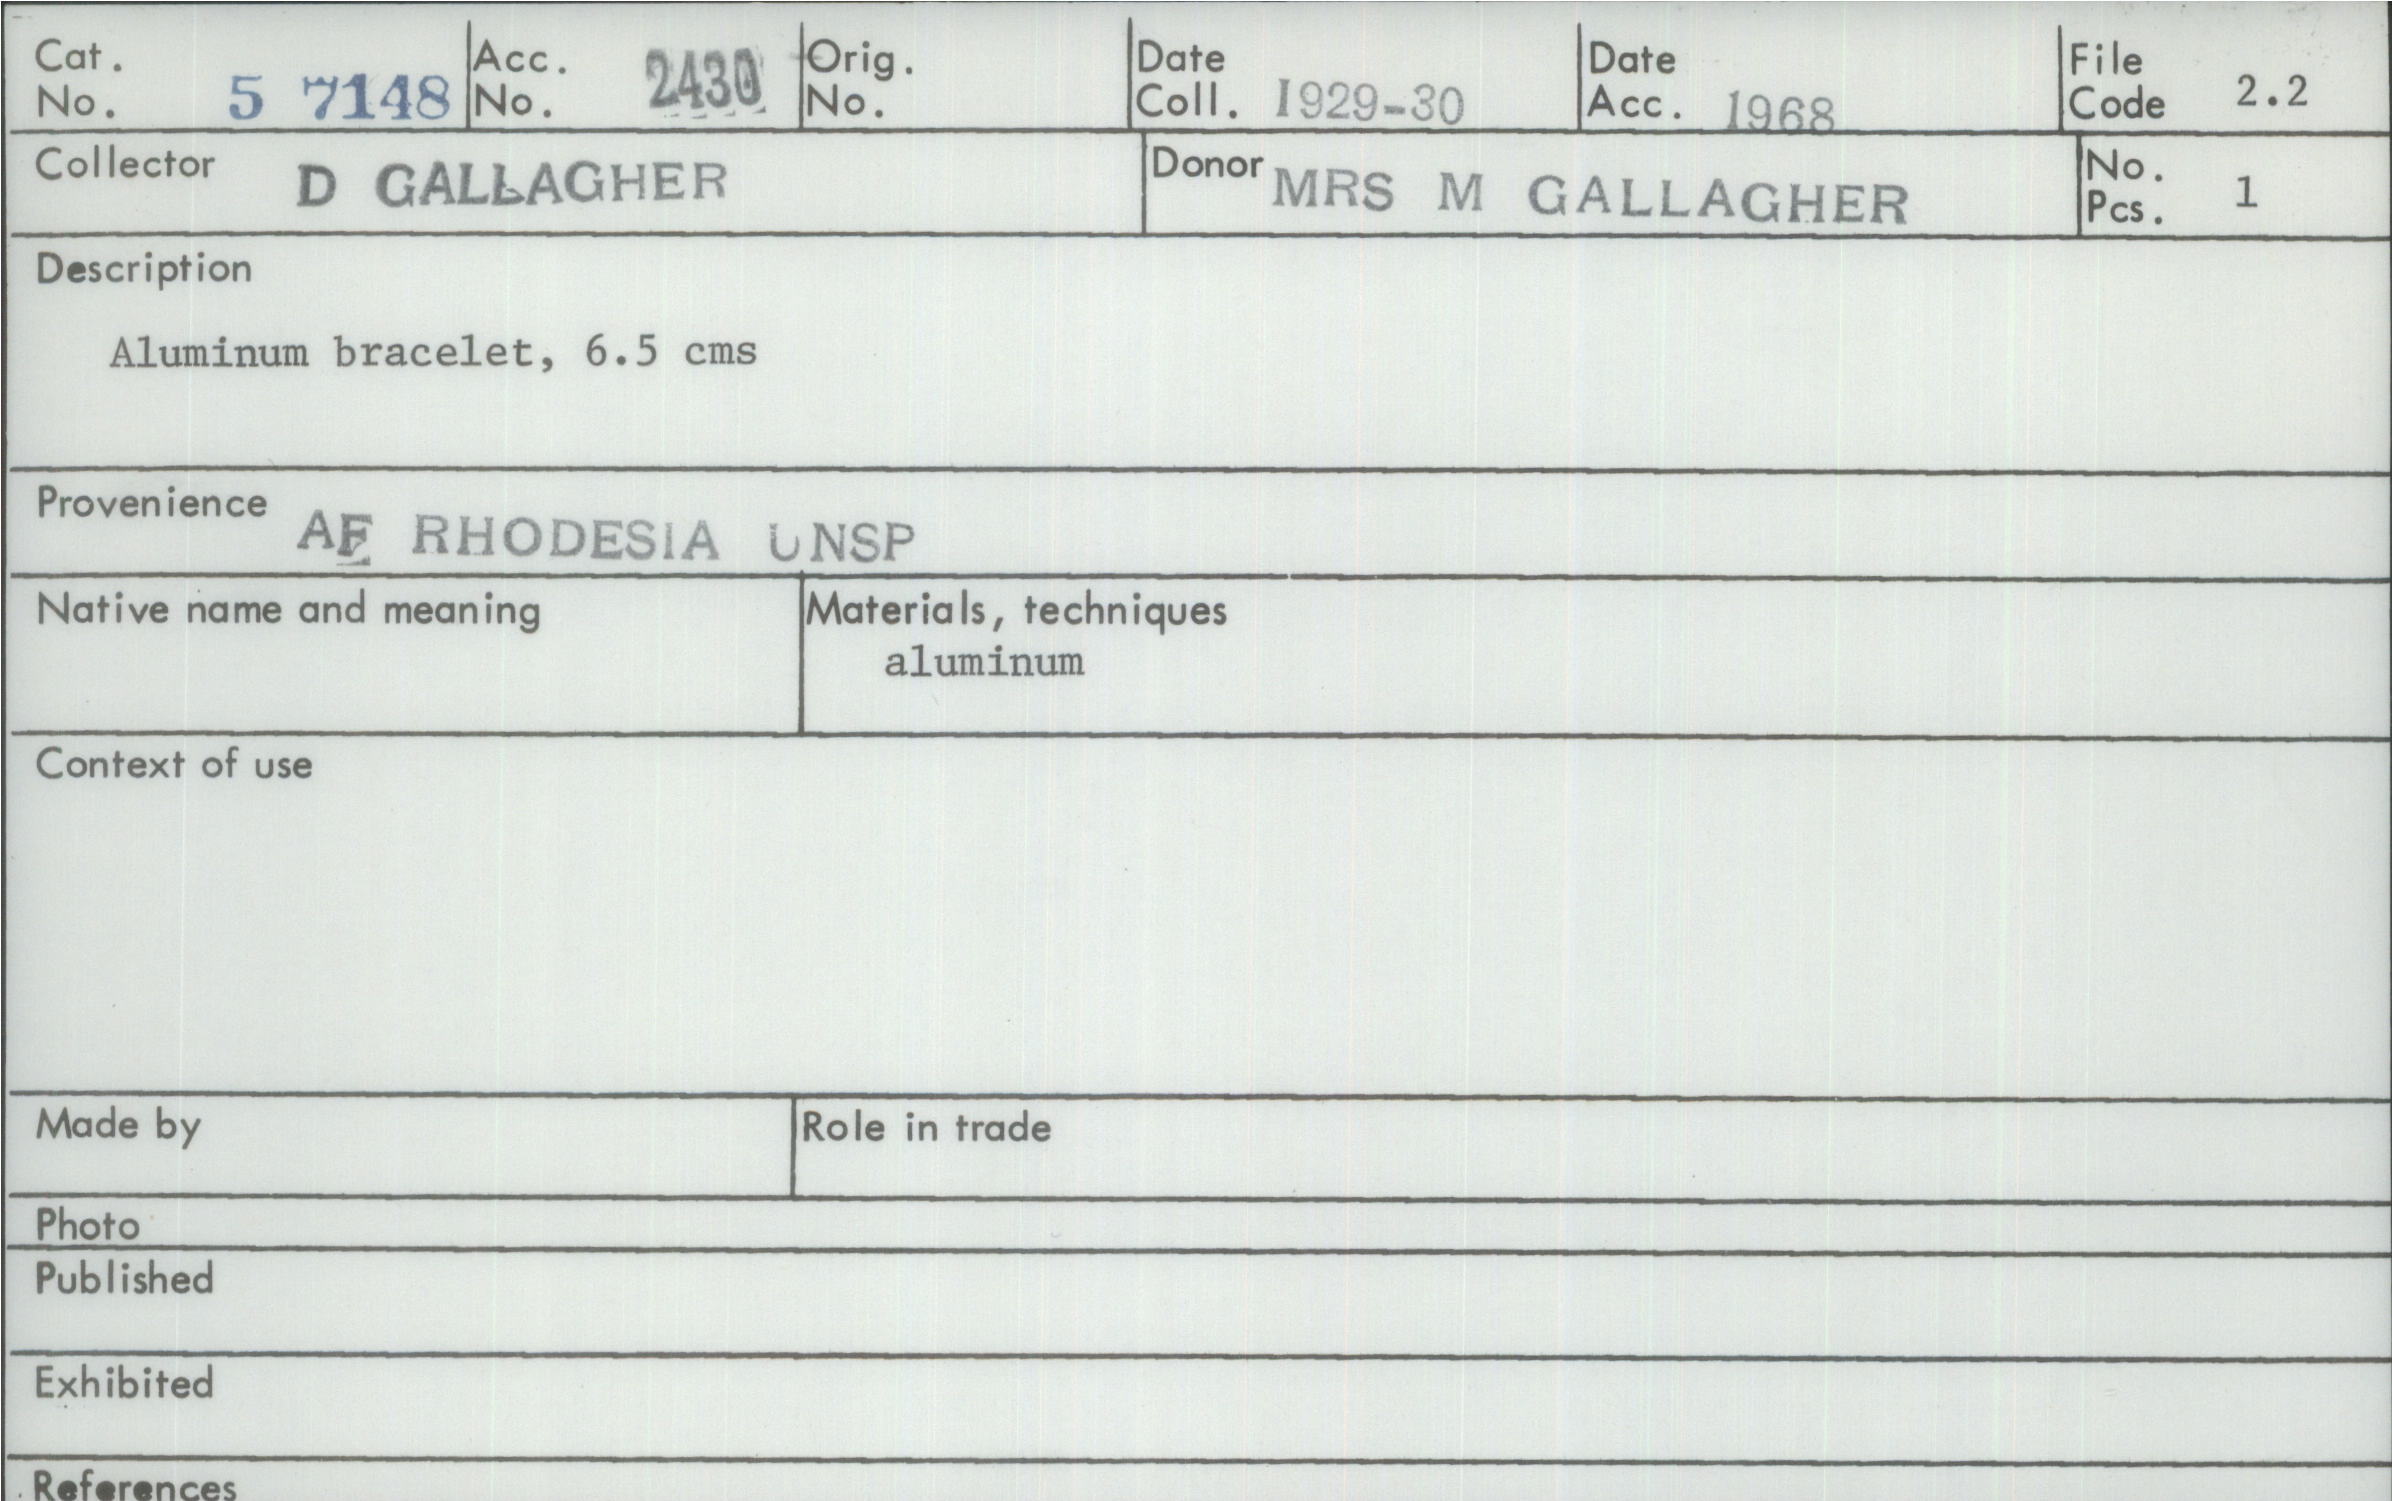 Cat. No. 5 7148 Acc. No. 2430 Orig. No. Date Coll. 1929-30 Date Acc. 1968 File Code 2.2
Collector D GALLAGHER Donor MRS M GALLAGHER No. Pcs. 1
Description
Aluminum bracelet, 6.5 cms
Provenience AF RHODESIA UNSP
Native name and meaning Materials, techniques
aluminum
Context of use
Made by Role in trade
Photo
Published
Exhibited
References